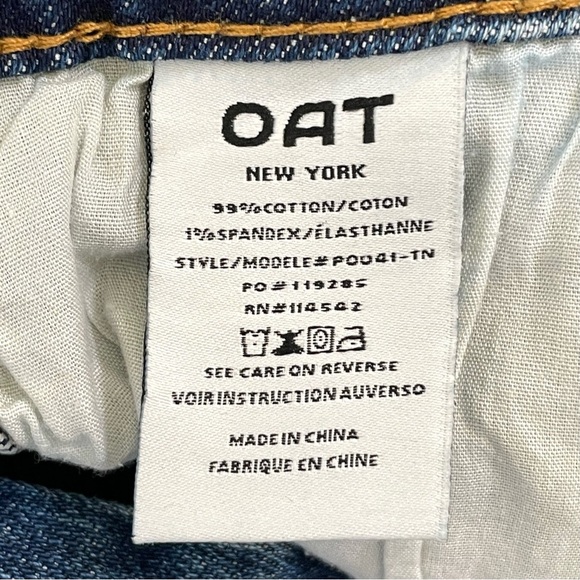 OAT
NEW YORK
99%COTTON/COTON
1%SPANDEX/ÉLASTHANNE
STYLE/MODELE#P0041-TN
PO#119285
RN#114542
SEE CARE ON REVERSE
VOIR INSTRUCTION AUVERSO
MADE IN CHINA
FABRIQUE EN CHINE